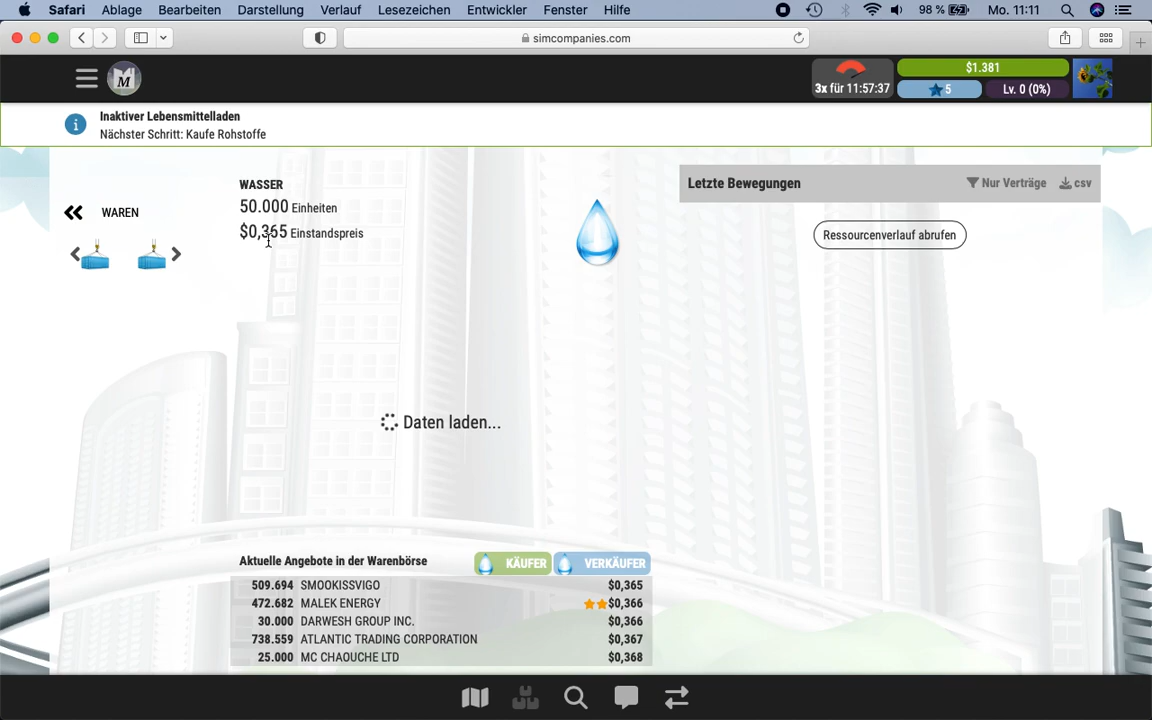 Safari Ablage Bearbeiten Darstellung Verlauf Lesezeichen Entwickler Fenster Hilfe 98 % Mo. 11:11
simcompanies.com
M
3x für 11:57:37
$1.381
5
Lv. 0 (0%)
Inaktiver Lebensmittelladen
Nächster Schritt: Kaufe Rohstoffe
WAREN
WASSER
50.000 Einheiten
$0,365 Einstandspreis
Letzte Bewegungen Nur Verträge csv
Ressourcenverlauf abrufen
Daten laden...
Aktuelle Angebote in der Warenbörse KÄUFER VERKÄUFER
509.694 SMOOKISSVIGO $0,365
472.682 MALEK ENERGY $0,366
30.000 DARWESH GROUP INC. $0,366
738.559 ATLANTIC TRADING CORPORATION $0,367
25.000 MC CHAOUCHE LTD $0,368